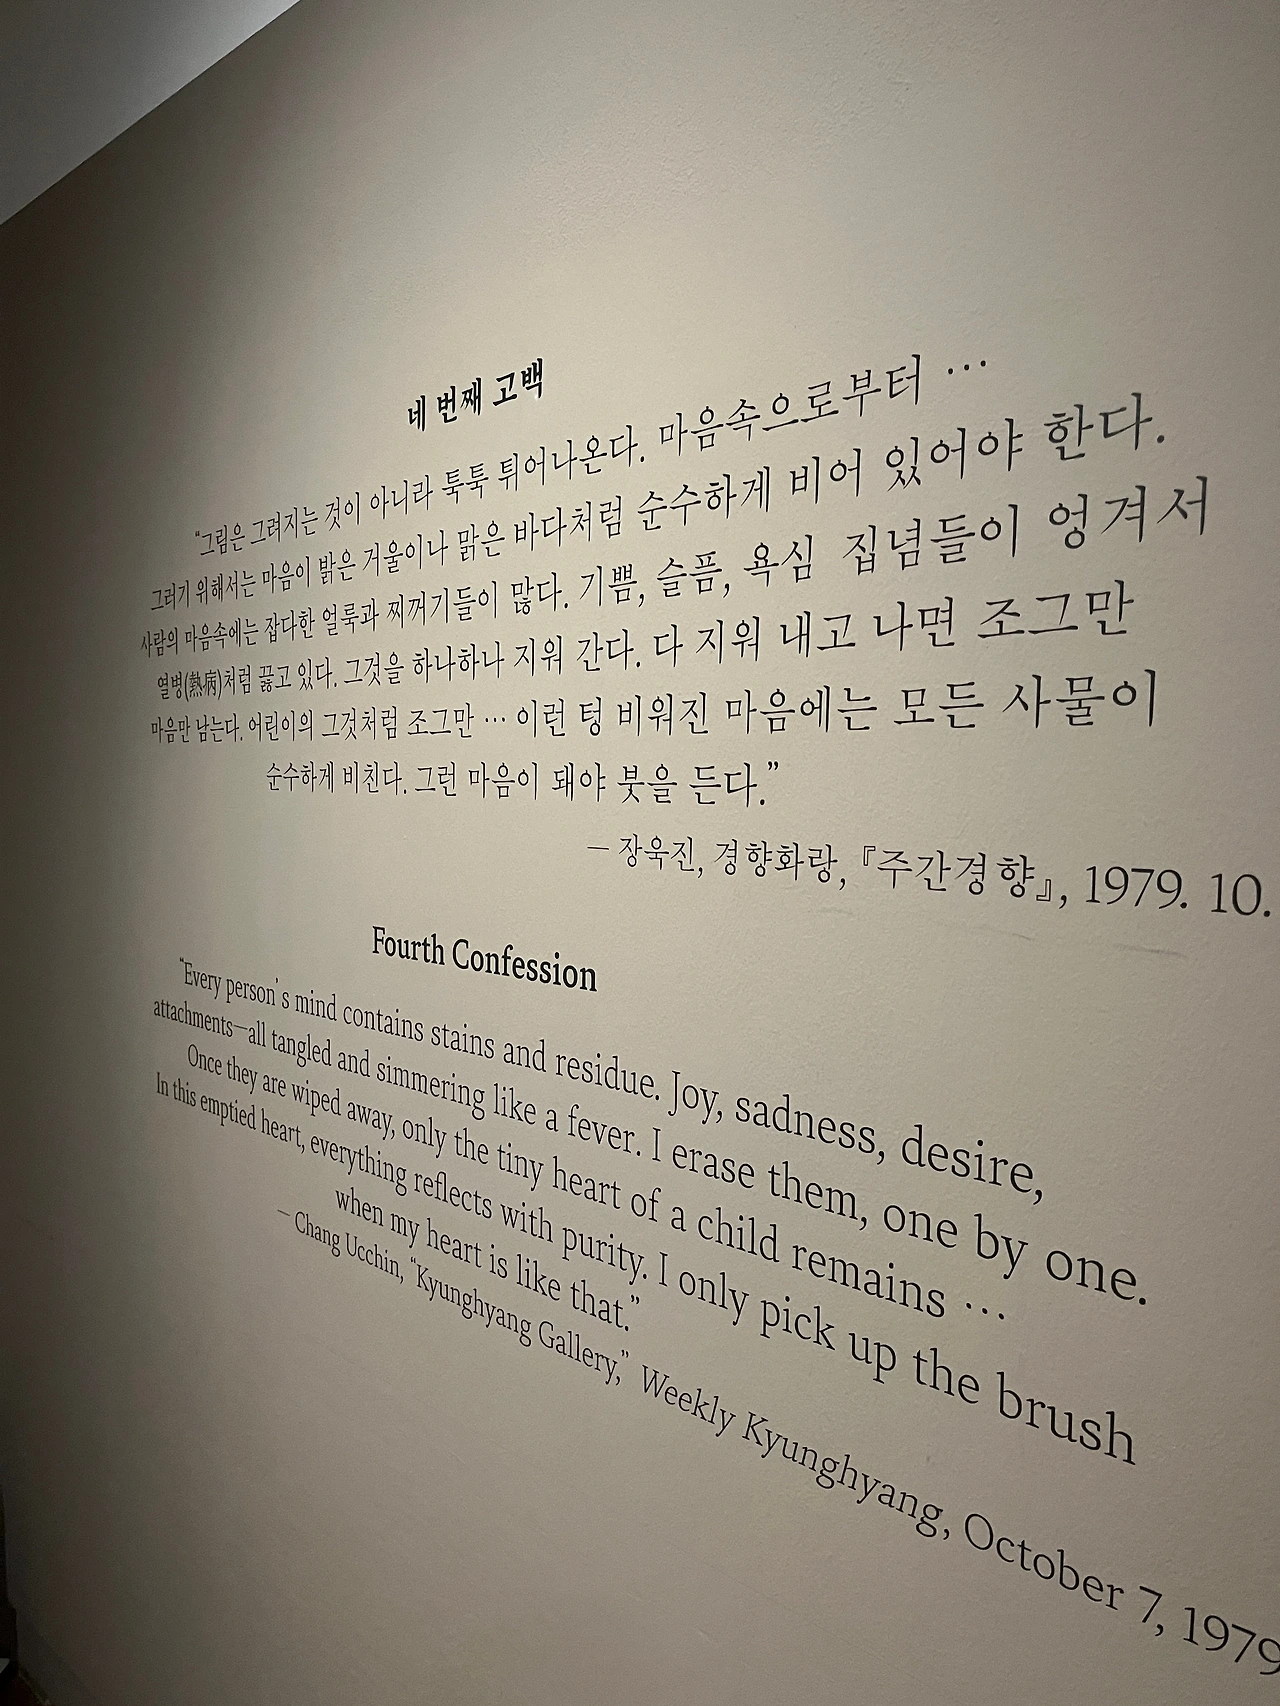 네 번째 고백
“그림은 그려지는 것이 아니라 툭툭 튀어나온다. 마음속으로부터 …
그러기 위해서는 마음이 밝은 거울이나 맑은 바다처럼 순수하게 비어 있어야 한다.
사람의 마음속에는 잡다한 얼룩과 찌꺼기들이 많다. 기쁨, 슬픔, 욕심 집념들이 엉겨서
열병(熱病)처럼 끓고 있다. 그것을 하나하나 지워 간다. 다 지워 내고 나면 조그만
마음만 남는다. 어린이의 그것처럼 조그만 … 이런 텅 비워진 마음에는 모든 사물이
순수하게 비친다. 그런 마음이 돼야 붓을 든다.”
— 장욱진, 경향화랑, 『주간경향』, 1979. 10.
Fourth Confession
“Every person’s mind contains stains and residue. Joy, sadness, desire,
attachments—all tangled and simmering like a fever. I erase them, one by one.
Once they are wiped away, only the tiny heart of a child remains …
In this emptied heart, everything reflects with purity. I only pick up the brush
when my heart is like that.”
— Chang Ucchin, “Kyunghyang Gallery,” Weekly Kyunghyang, October 7, 1979